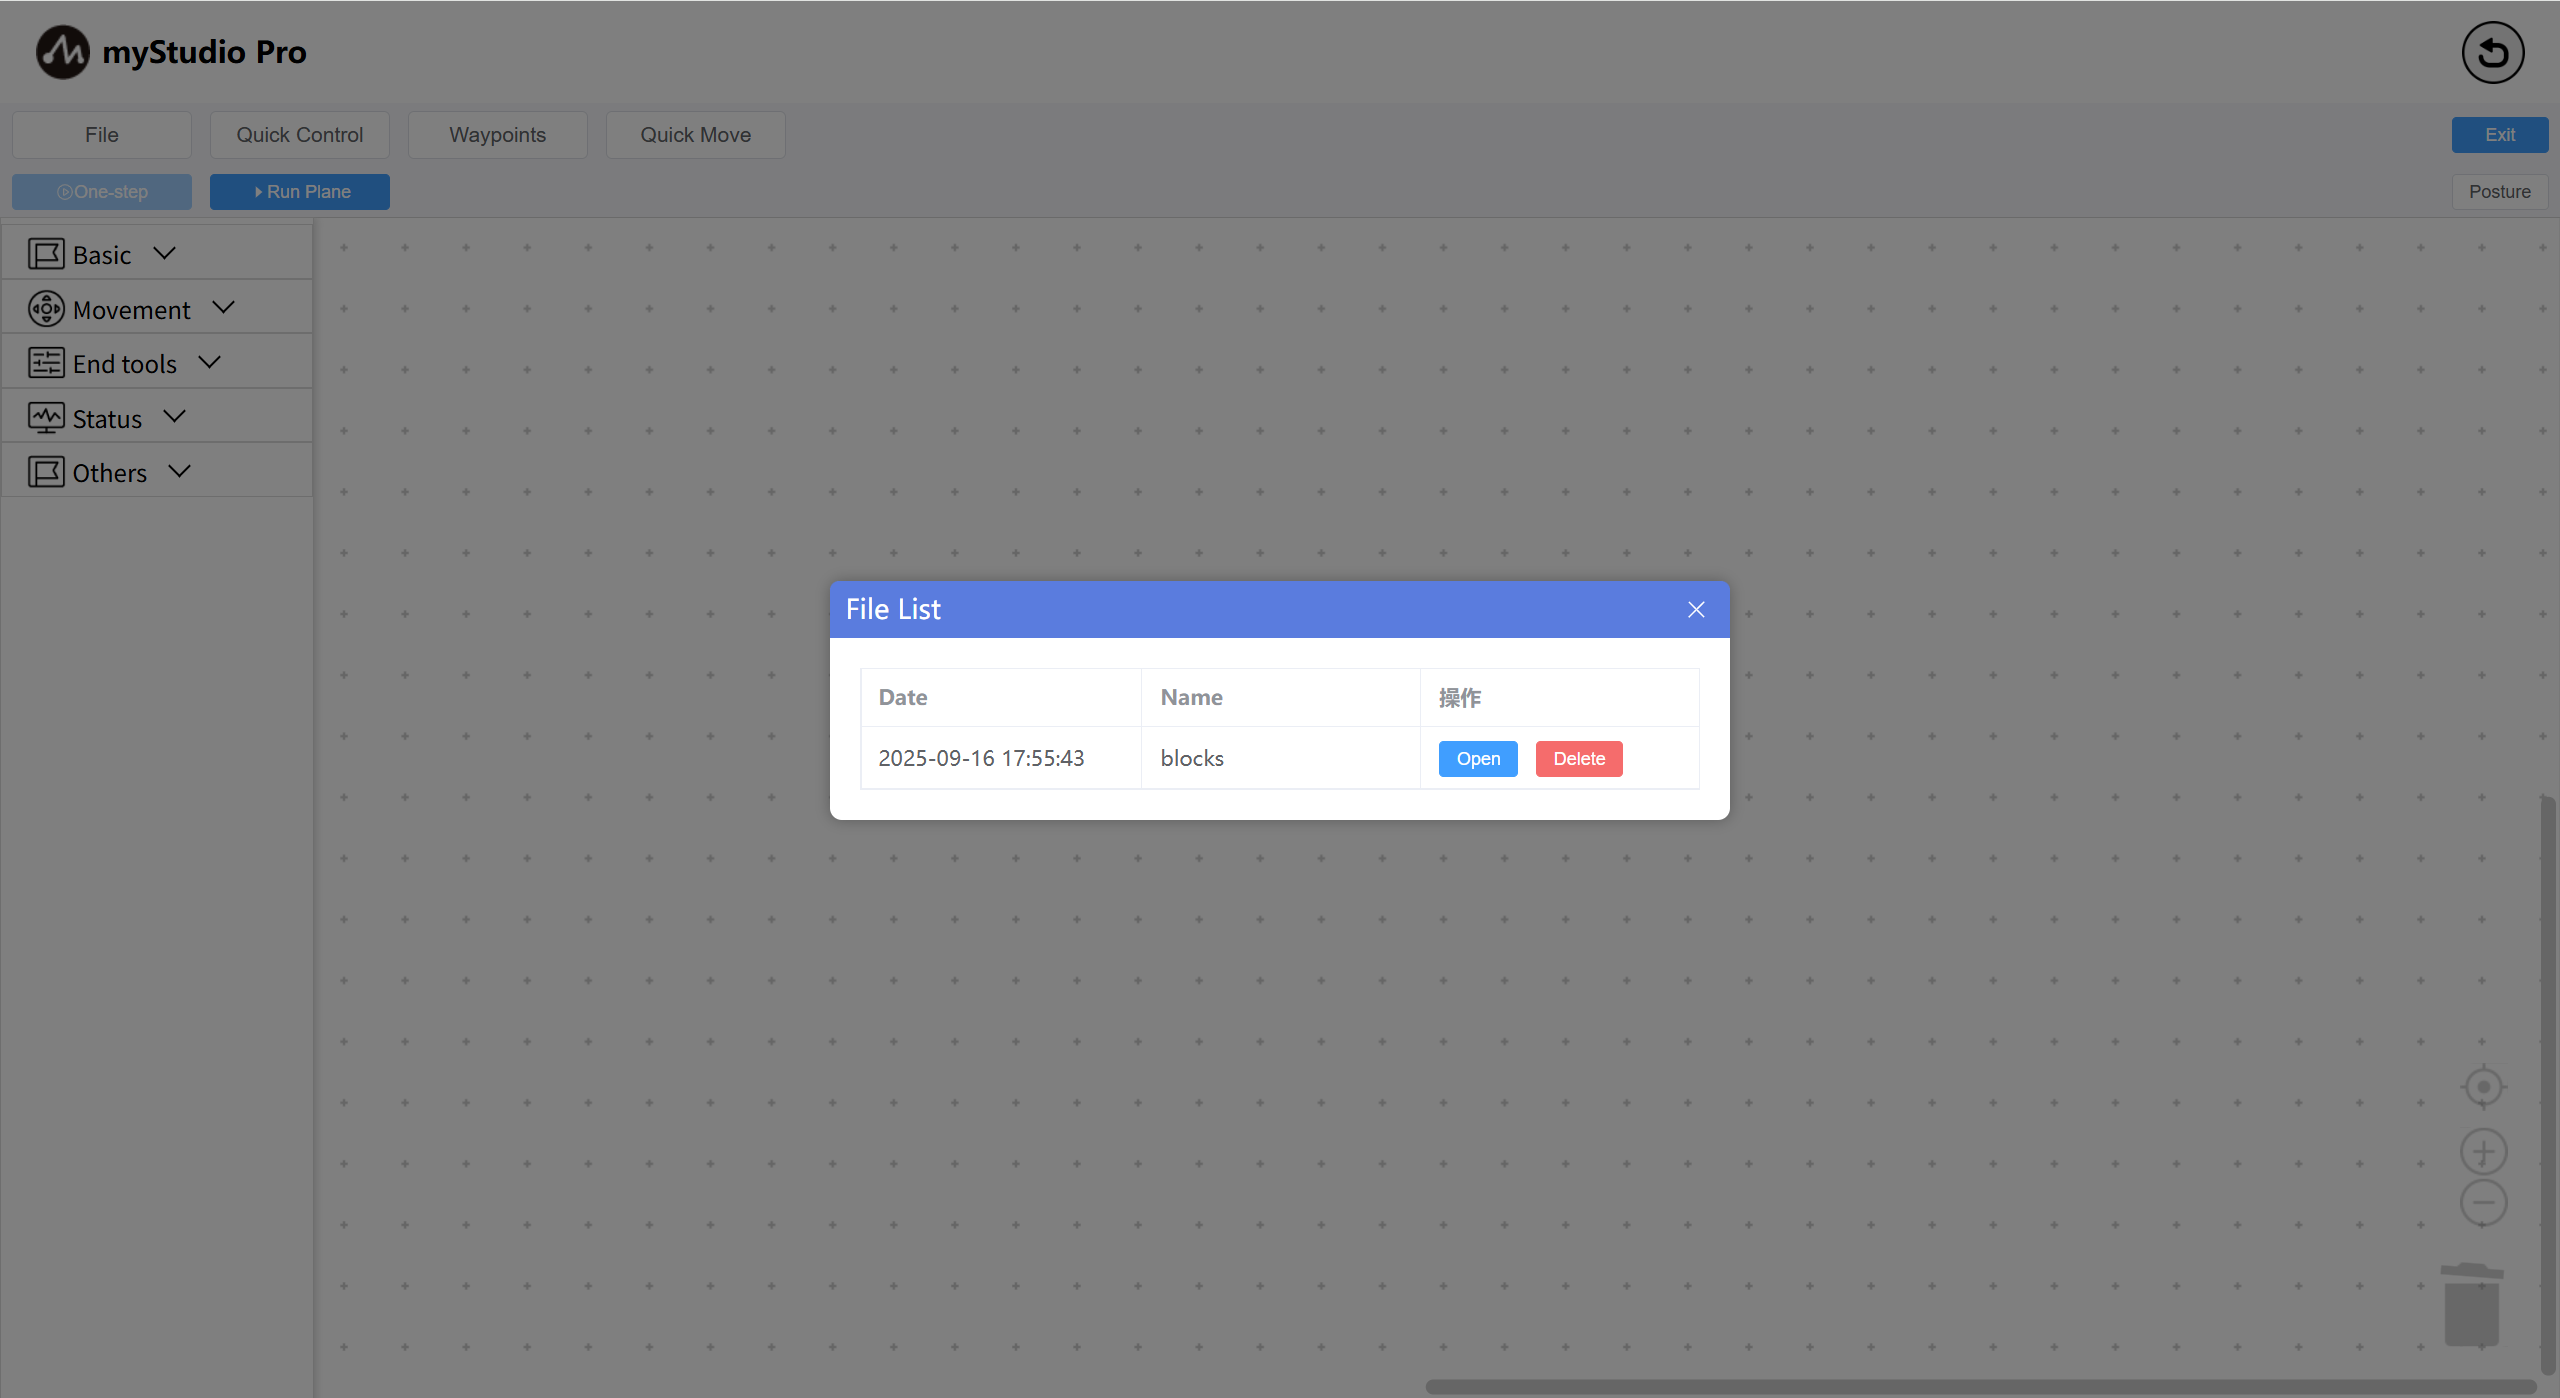 myStudio Pro
File
Quick Control
Waypoints
Quick Move
Exit
One-step
Run Plane
Posture
Basic
Movement
End tools
Status
Others
File List
Date Name 操作
2025-09-16 17:55:43 blocks Open Delete